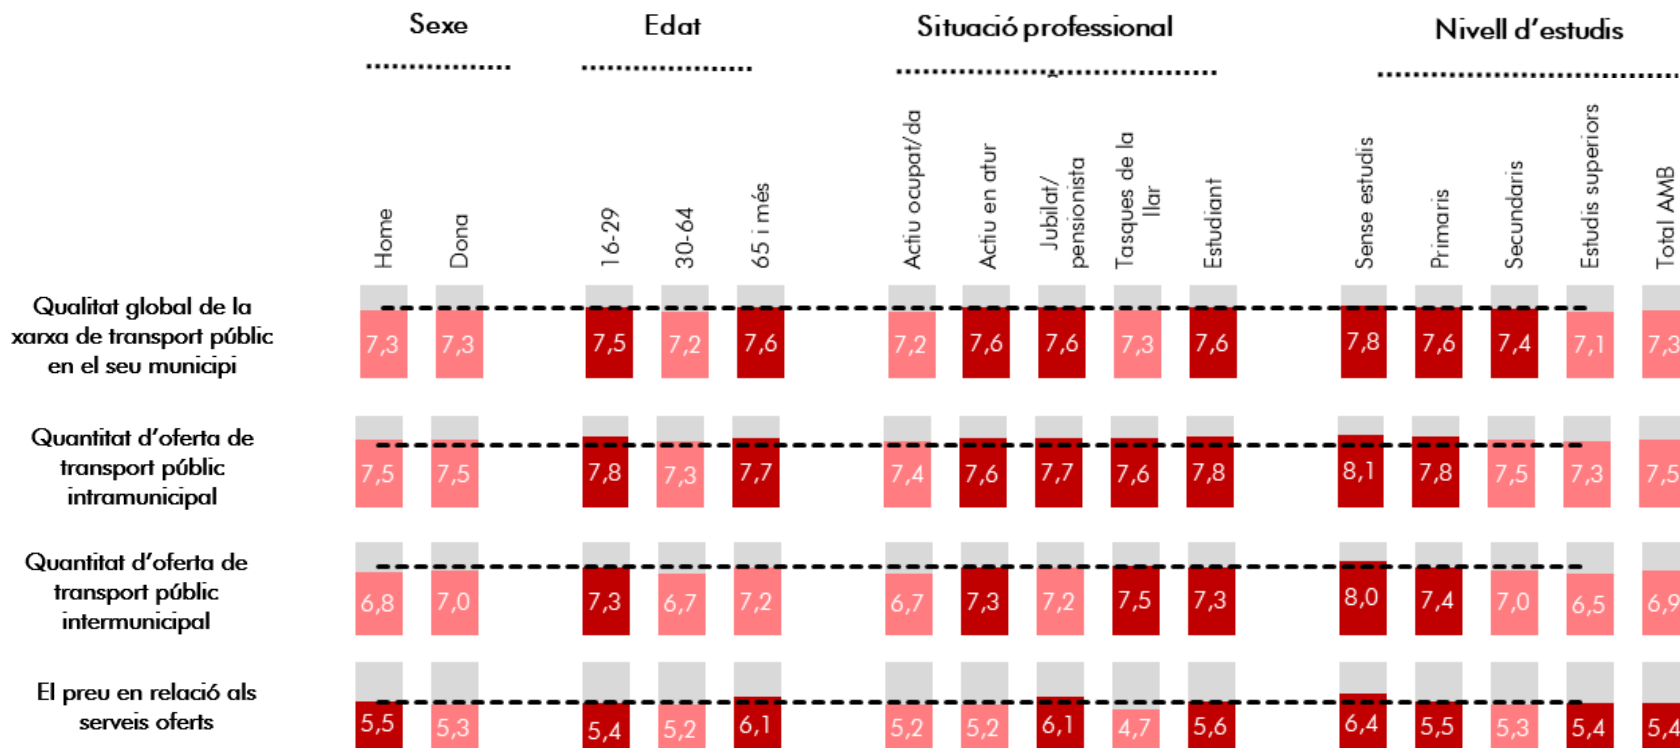 Sexe
Edat
Situació professional
Nivell d’estudis
Home
Dona
16-29
30-64
65 i més
Actiu ocupat/da
Actiu en atur
Jubilat/
pensionista
Tasques de la
llar
Estudiant
Sense estudis
Primaris
Secundaris
Estudis superiors
Total AMB
Qualitat global de la
xarxa de transport públic
en el seu municipi
7,3 7,3 7,5 7,2 7,6 7,2 7,6 7,6 7,3 7,6 7,8 7,6 7,4 7,1 7,3
Quantitat d’oferta de
transport públic
intramunicipal
7,5 7,5 7,8 7,3 7,7 7,4 7,6 7,7 7,6 7,8 8,1 7,8 7,5 7,3 7,5
Quantitat d’oferta de
transport públic
intermunicipal
6,8 7,0 7,3 6,7 7,2 6,7 7,3 7,2 7,5 7,3 8,0 7,4 7,0 6,5 6,9
El preu en relació als
serveis oferts
5,5 5,3 5,4 5,2 6,1 5,2 5,2 6,1 4,7 5,6 6,4 5,5 5,3 5,4 5,4